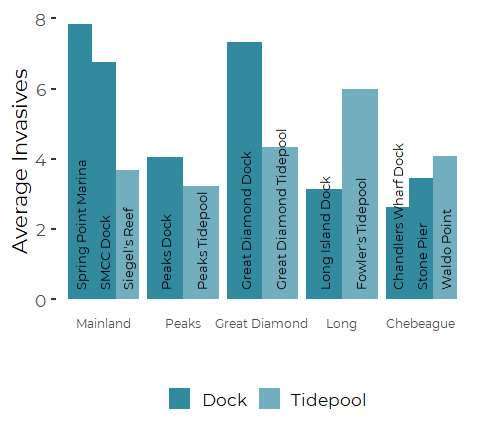 Average Invasives
8
6
4
2
0
Spring Point Marina
SMCC Dock
Siegel's Reef
Peaks Dock
Peaks Tidepool
Great Diamond Dock
Great Diamond Tidepool
Long Island Dock
Fowler's Tidepool
Chandlers Wharf Dock
Stone Pier
Waldo Point
Mainland
Peaks
Great Diamond
Long
Chebeague
Dock
Tidepool